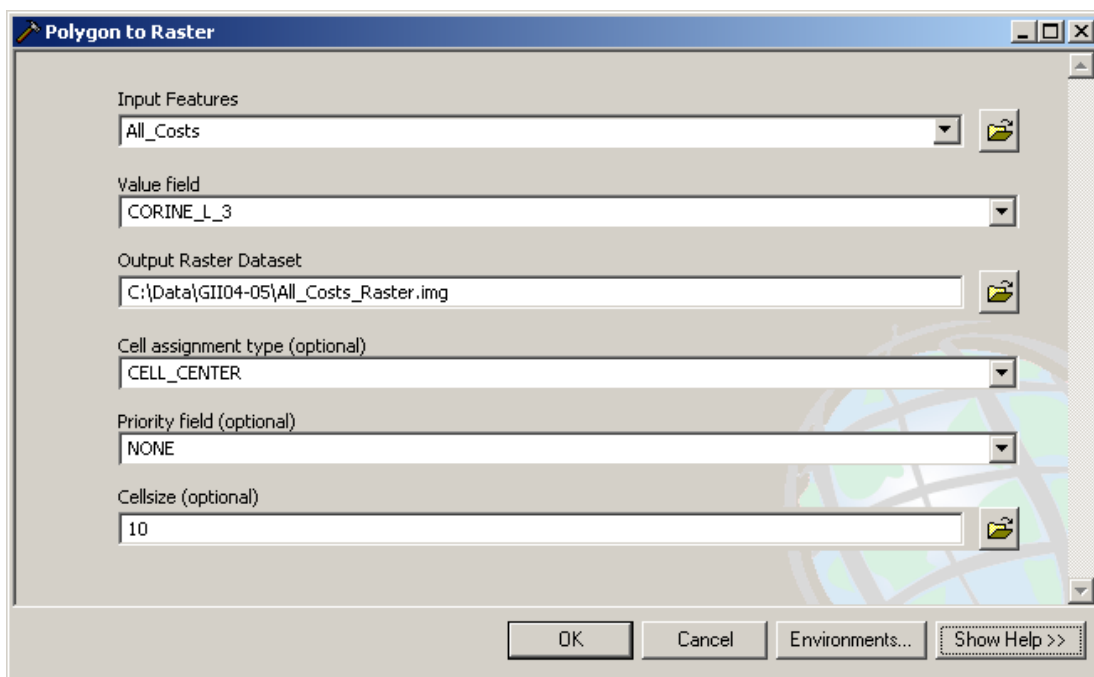 Polygon to Raster
Input Features
All_Costs
Value field
CORINE_L_3
Output Raster Dataset
C:\Data\GII04-05\All_Costs_Raster.img
Cell assignment type (optional)
CELL_CENTER
Priority field (optional)
NONE
Cellsize (optional)
10
OK Cancel Environments... Show Help >>